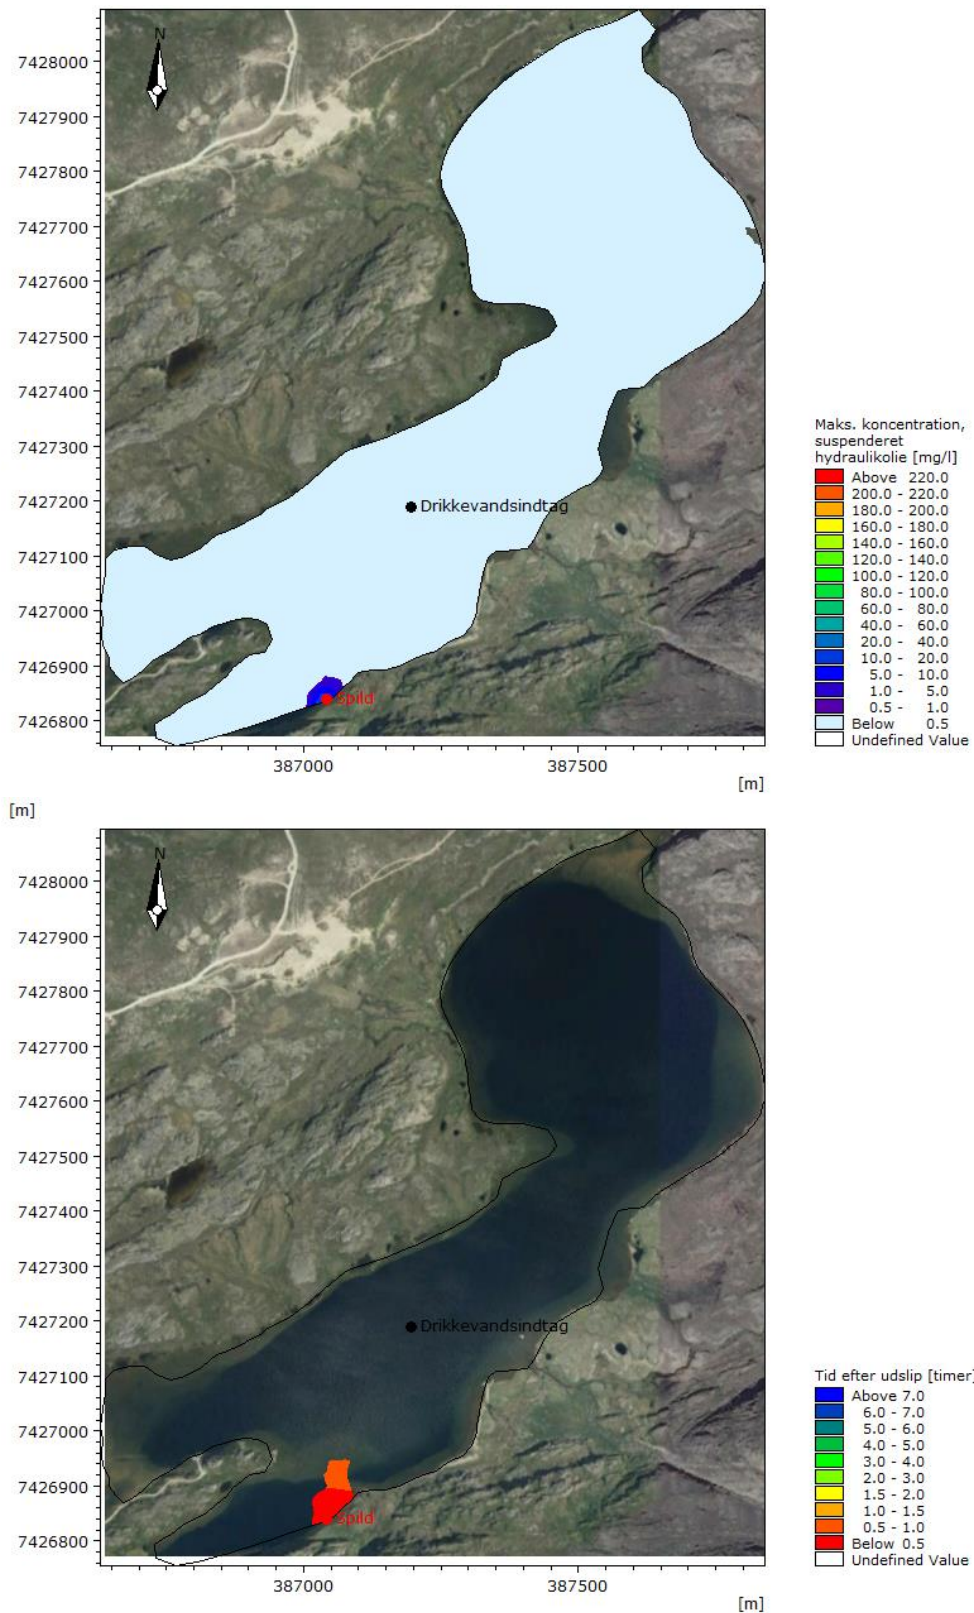 N
7428000
7427900
7427800
7427700
7427600
7427500
7427400
7427300
7427200
7427100
7427000
7426900
7426800
Drikkevandsindtag
Spild
387000
387500
[m]
Maks. koncentration,
suspenderet
hydraulikolie [mg/l]
Above 220.0
200.0 - 220.0
180.0 - 200.0
160.0 - 180.0
140.0 - 160.0
120.0 - 140.0
100.0 - 120.0
80.0 - 100.0
60.0 - 80.0
40.0 - 60.0
20.0 - 40.0
10.0 - 20.0
5.0 - 10.0
1.0 - 5.0
0.5 - 1.0
Below 0.5
Undefined Value
[m]
N
7428000
7427900
7427800
7427700
7427600
7427500
7427400
7427300
7427200
7427100
7427000
7426900
7426800
Drikkevandsindtag
Spild
387000
387500
[m]
Tid efter udslip [timer]
Above 7.0
6.0 - 7.0
5.0 - 6.0
4.0 - 5.0
3.0 - 4.0
2.0 - 3.0
1.5 - 2.0
1.0 - 1.5
0.5 - 1.0
Below 0.5
Undefined Value